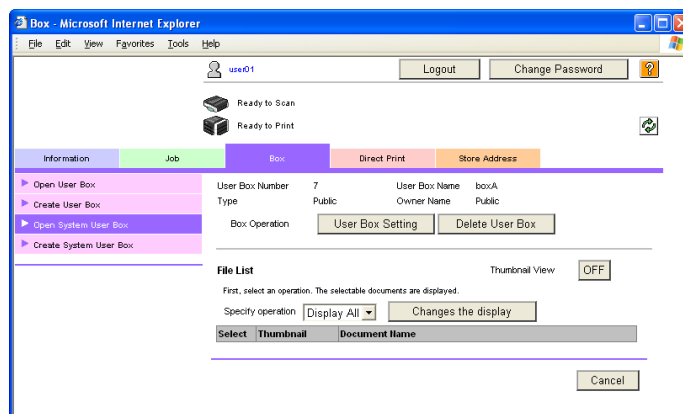 Box - Microsoft Internet Explorer
File Edit View Favorites Tools Help
user01 Logout Change Password ?
Ready to Scan
Ready to Print
Information Job Box Direct Print Store Address
Open User Box
Create User Box
Open System User Box
Create System User Box
User Box Number 7 User Box Name boxA
Type Public Owner Name Public
Box Operation User Box Setting Delete User Box
File List Thumbnail View OFF
First, select an operation. The selectable documents are displayed.
Specify operation Display All Changes the display
Select Thumbnail Document Name
Cancel